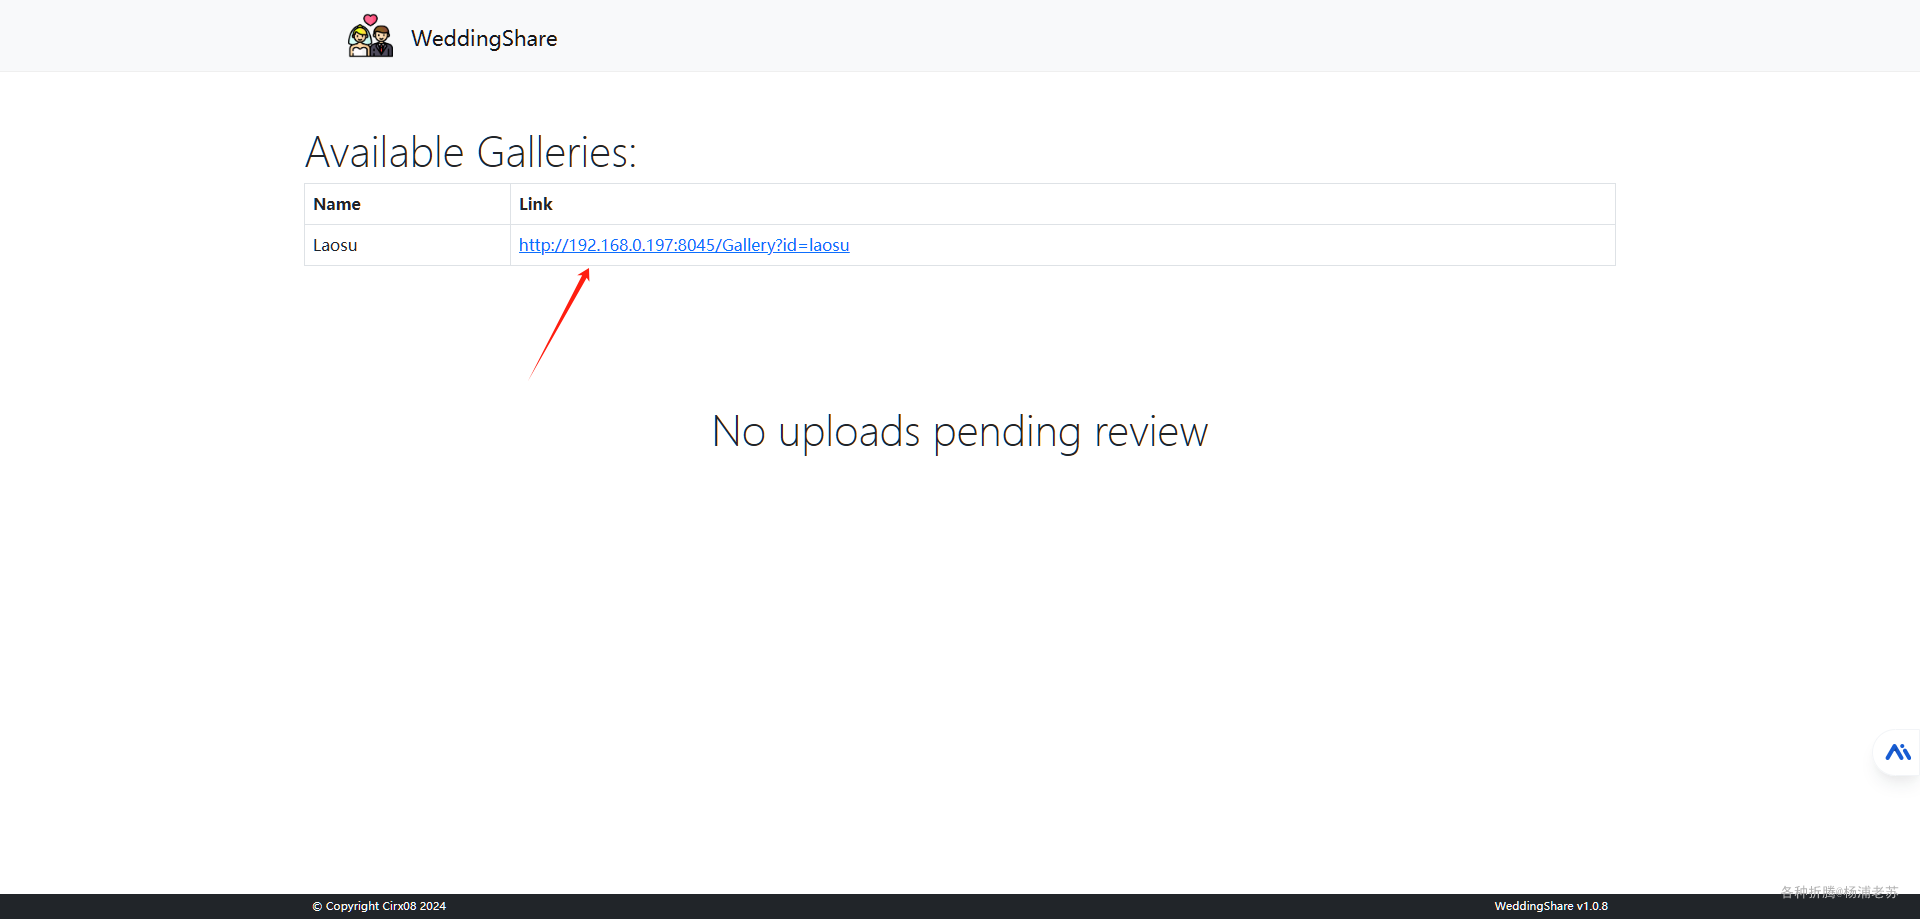 WeddingShare
Available Galleries:
Name Link
Laosu http://192.168.0.197:8045/Gallery?id=laosu
No uploads pending review
各种折腾@杨浦老苏
© Copyright Cirx08 2024 WeddingShare v1.0.8